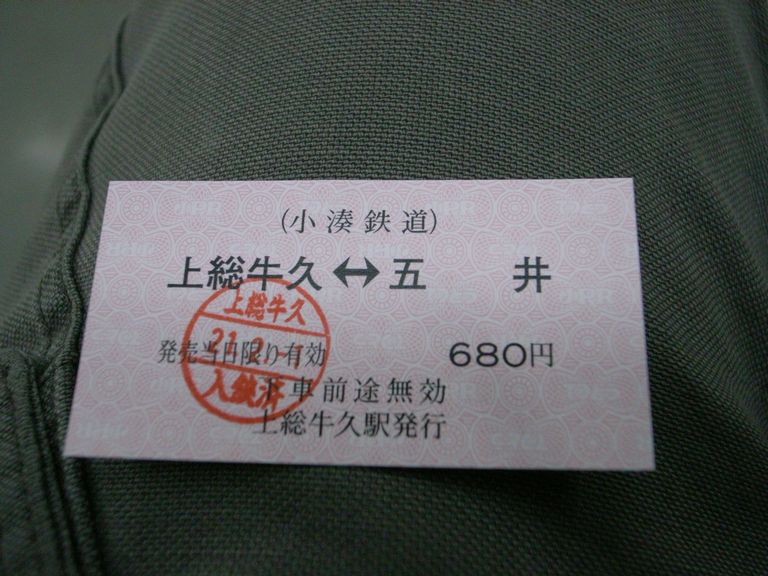 (小湊鉄道)
上総牛久↔五井
上総牛久
発売当日限り有効 680円
入鋏済
下車前途無効
上総牛久駅発行